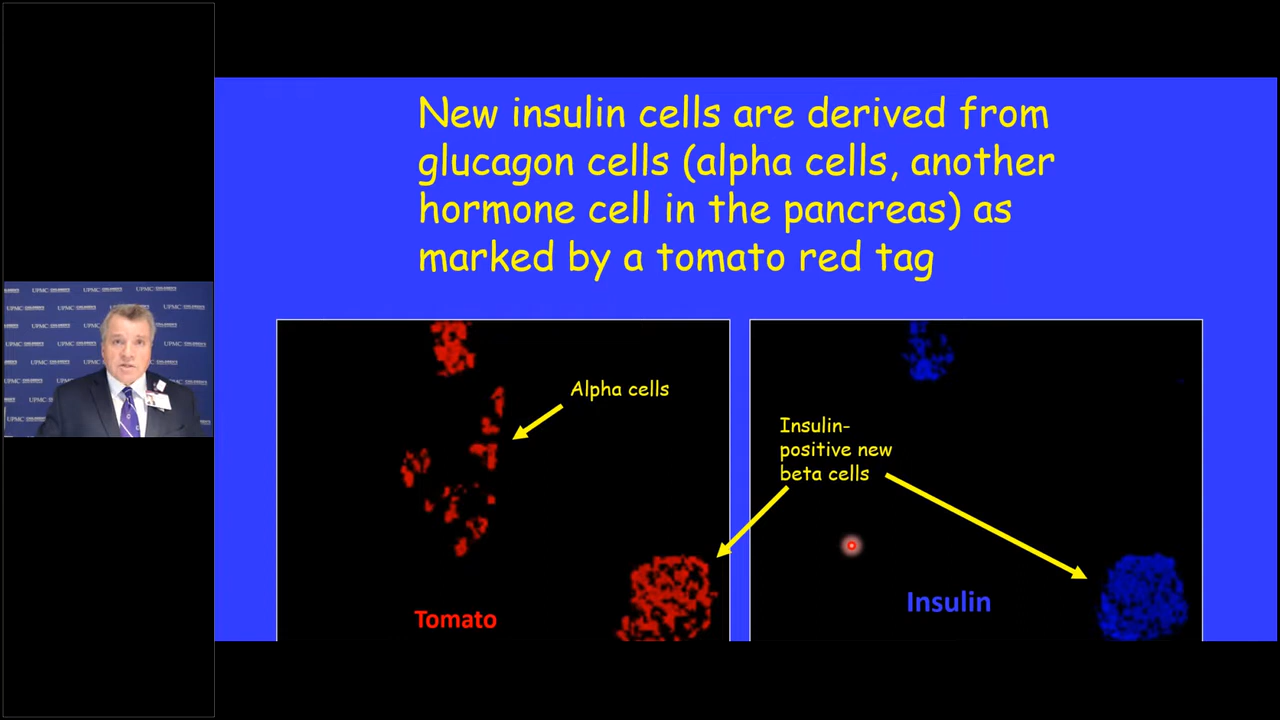 New insulin cells are derived from
glucagon cells (alpha cells, another
hormone cell in the pancreas) as
marked by a tomato red tag
Alpha cells
Insulin-
positive new
beta cells
Tomato
Insulin
UPMC